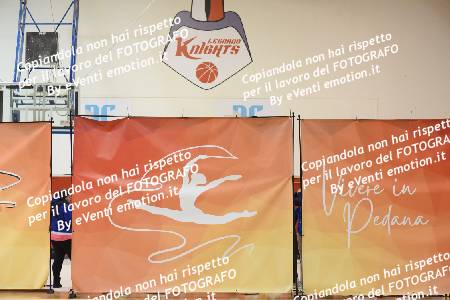 LEGNANO
KNIGHTS
Vivere in
Pedana
Copiandola non hai rispetto
per il lavoro del FOTOGRAFO
By eVenti emotion.it
Copiandola non hai rispetto
per il lavoro del FOTOGRAFO
By eVenti emotion.it
Copiandola non hai rispetto
per il lavoro del FOTOGRAFO
By eVenti emotion.it
Copiandola non hai rispetto
per il lavoro del FOTOGRAFO
By eVenti emotion.it
Copiandola non hai rispetto
per il lavoro del FOTOGRAFO
By eVenti emotion.it
Copiandola non hai rispetto
per il lavoro del FOTOGRAFO